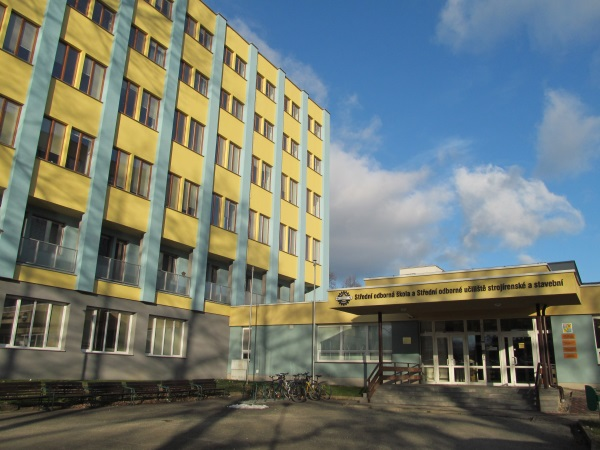 Střední odborná škola a Střední odborné učiliště strojírenské a stavební